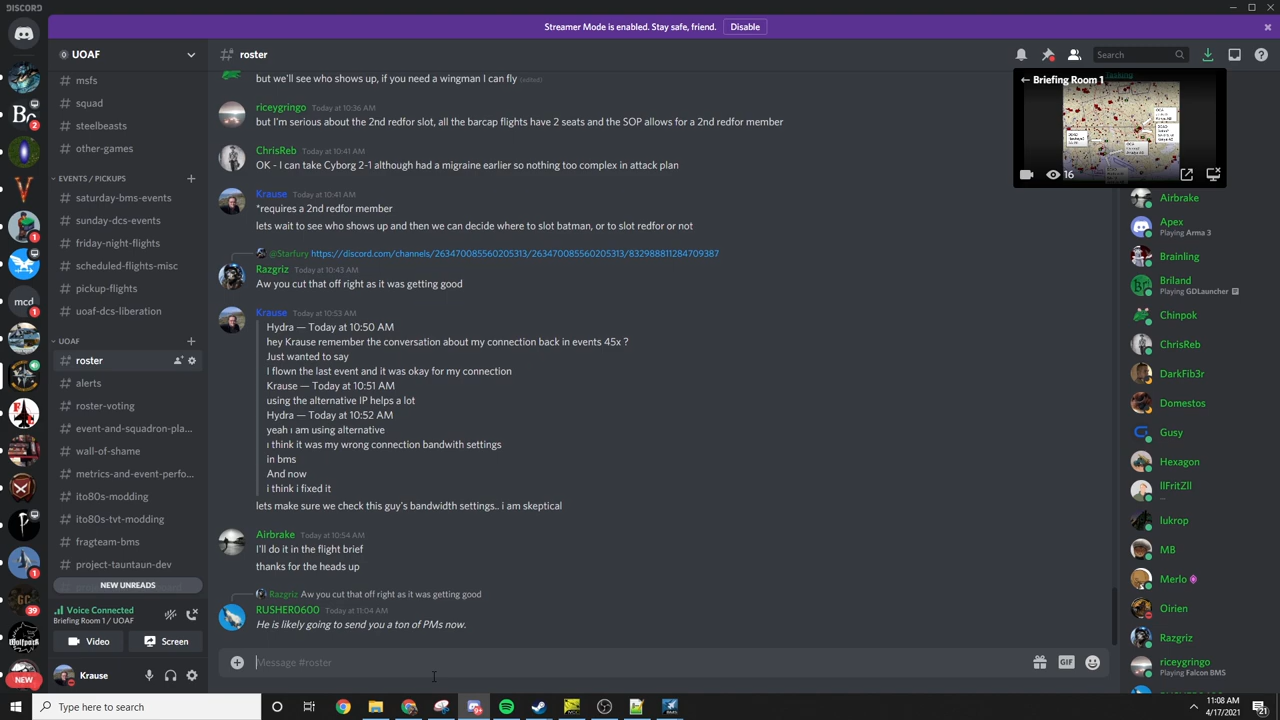 DISCORD
Streamer Mode is enabled. Stay safe, friend.
Disable
UOAF
roster
Search
msfs
squad
steelbeasts
other-games
EVENTS / PICKUPS
saturday-bms-events
sunday-dcs-events
friday-night-flights
scheduled-flights-misc
pickup-flights
uoaf-dcs-liberation
UOAF
roster
alerts
roster-voting
event-and-squadron-pla...
wall-of-shame
metrics-and-event-perfo...
ito80s-modding
ito80s-tvt-modding
fragteam-bms
project-tauntaun-dev
NEW UNREADS
Voice Connected
Briefing Room 1 / UOAF
Video
Screen
Krause
2
1
1
mcd
1
1
39
Wolfpack
NEW
but we'll see who shows up, if you need a wingman I can fly (edited)
riceygringo Today at 10:36 AM
but I'm serious about the 2nd redfor slot, all the barcap flights have 2 seats and the SOP allows for a 2nd redfor member
ChrisReb Today at 10:41 AM
OK - I can take Cyborg 2-1 although had a migraine earlier so nothing too complex in attack plan
Krause Today at 10:41 AM
*requires a 2nd redfor member
lets wait to see who shows up and then we can decide where to slot batman, or to slot redfor or not
@Starfury https://discord.com/channels/263470085560205313/263470085560205313/832988811284709387
Razgriz Today at 10:43 AM
Aw you cut that off right as it was getting good
Krause Today at 10:53 AM
Hydra — Today at 10:50 AM
hey Krause remember the conversation about my connection back in events 45x ?
Just wanted to say
I flown the last event and it was okay for my connection
Krause — Today at 10:51 AM
using the alternative IP helps a lot
Hydra — Today at 10:52 AM
yeah ı am using alternative
ı think it was my wrong connection bandwith settings
in bms
And now
i think i fixed it
lets make sure we check this guy's bandwidth settings.. i am skeptical
Airbrake Today at 10:54 AM
I'll do it in the flight brief
thanks for the heads up
Razgriz Aw you cut that off right as it was getting good
RUSHER0600 Today at 11:04 AM
He is likely going to send you a ton of PMs now.
Message #roster
GIF
Briefing Room 1
16
Airbrake
Apex
Playing Arma 3
Brainling
Briland
Playing GDLauncher
Chinpok
ChrisReb
DarkFib3r
Domestos
Gusy
Hexagon
llFritZll
...
lukrop
MB
Merlo
Oirien
Razgriz
riceygringo
Playing Falcon BMS
Type here to search
11:08 AM
4/17/2021